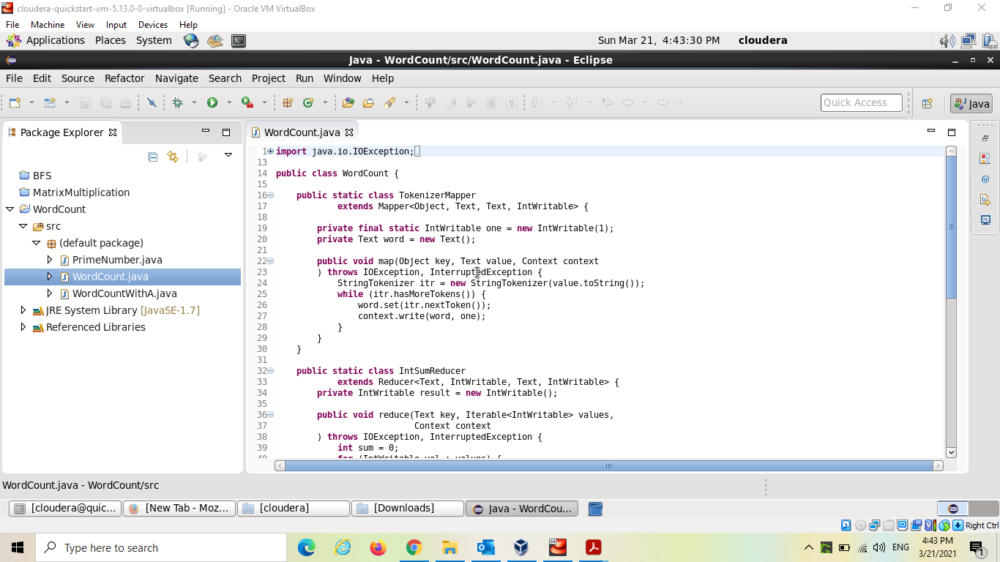 cloudera-quickstart-vm-5.13.0-0-virtualbox [Running] - Oracle VM VirtualBox
File Machine View Input Devices Help
Applications Places System Sun Mar 21, 4:43:30 PM cloudera
Java - WordCount/src/WordCount.java - Eclipse
File Edit Source Refactor Navigate Search Project Run Window Help
Quick Access Java
Package Explorer
BFS
MatrixMultiplication
WordCount
src
(default package)
PrimeNumber.java
WordCount.java
WordCountWithA.java
JRE System Library [JavaSE-1.7]
Referenced Libraries
WordCount.java
1 import java.io.IOException;
13
14 public class WordCount {
15
16 public static class TokenizerMapper
17 extends Mapper<Object, Text, Text, IntWritable> {
18
19 private final static IntWritable one = new IntWritable(1);
20 private Text word = new Text();
21
22 public void map(Object key, Text value, Context context
23 ) throws IOException, InterruptedException {
24 StringTokenizer itr = new StringTokenizer(value.toString());
25 while (itr.hasMoreTokens()) {
26 word.set(itr.nextToken());
27 context.write(word, one);
28 }
29 }
30 }
31
32 public static class IntSumReducer
33 extends Reducer<Text, IntWritable, Text, IntWritable> {
34 private IntWritable result = new IntWritable();
35
36 public void reduce(Text key, Iterable<IntWritable> values,
37 Context context
38 ) throws IOException, InterruptedException {
39 int sum = 0;
40 for (IntWritable val : values) {
WordCount.java - WordCount/src
[cloudera@quic... [New Tab - Moz... [cloudera] [Downloads] Java - WordCou...
Right Ctrl
Type here to search
ENG
4:43 PM
3/21/2021
1